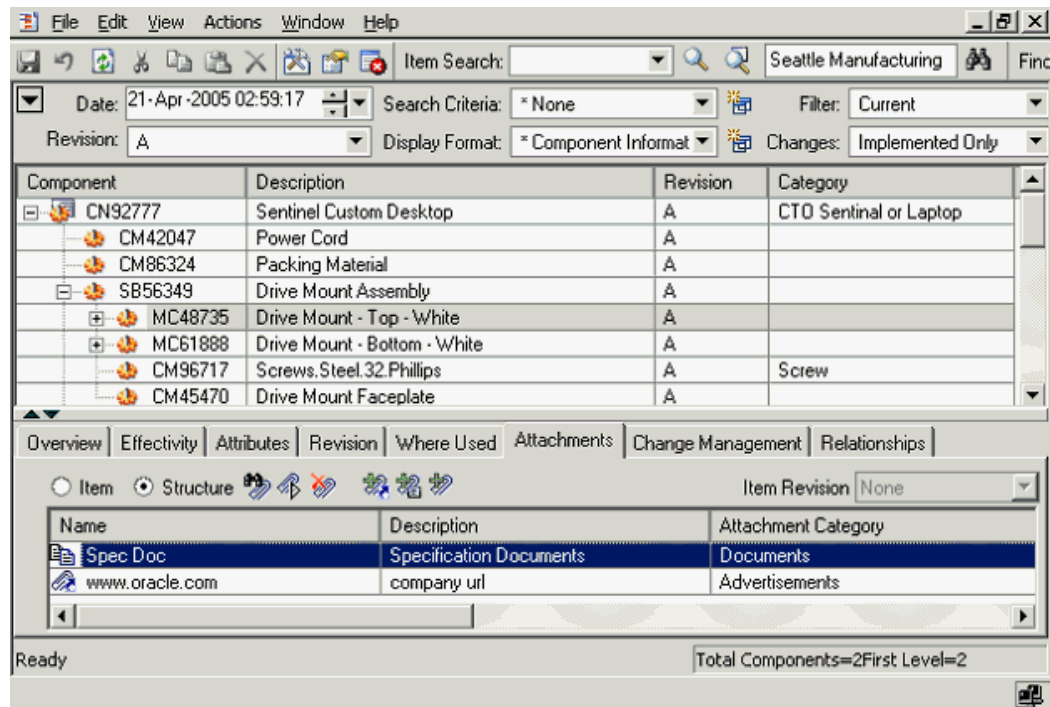 File Edit View Actions Window Help
Item Search: Seattle Manufacturing Find
Date: 21-Apr-2005 02:59:17 Search Criteria: * None Filter: Current
Revision: A Display Format: * Component Informat Changes: Implemented Only
Component Description Revision Category
CN92777 Sentinel Custom Desktop A CTO Sentinal or Laptop
CM42047 Power Cord A
CM86324 Packing Material A
SB56349 Drive Mount Assembly A
MC48735 Drive Mount - Top - White A
MC61888 Drive Mount - Bottom - White A
CM96717 Screws.Steel.32.Phillips A Screw
CM45470 Drive Mount Faceplate A
Overview Effectivity Attributes Revision Where Used Attachments Change Management Relationships
Item Structure Item Revision None
Name Description Attachment Category
Spec Doc Specification Documents Documents
www.oracle.com company url Advertisements
Ready Total Components=2First Level=2